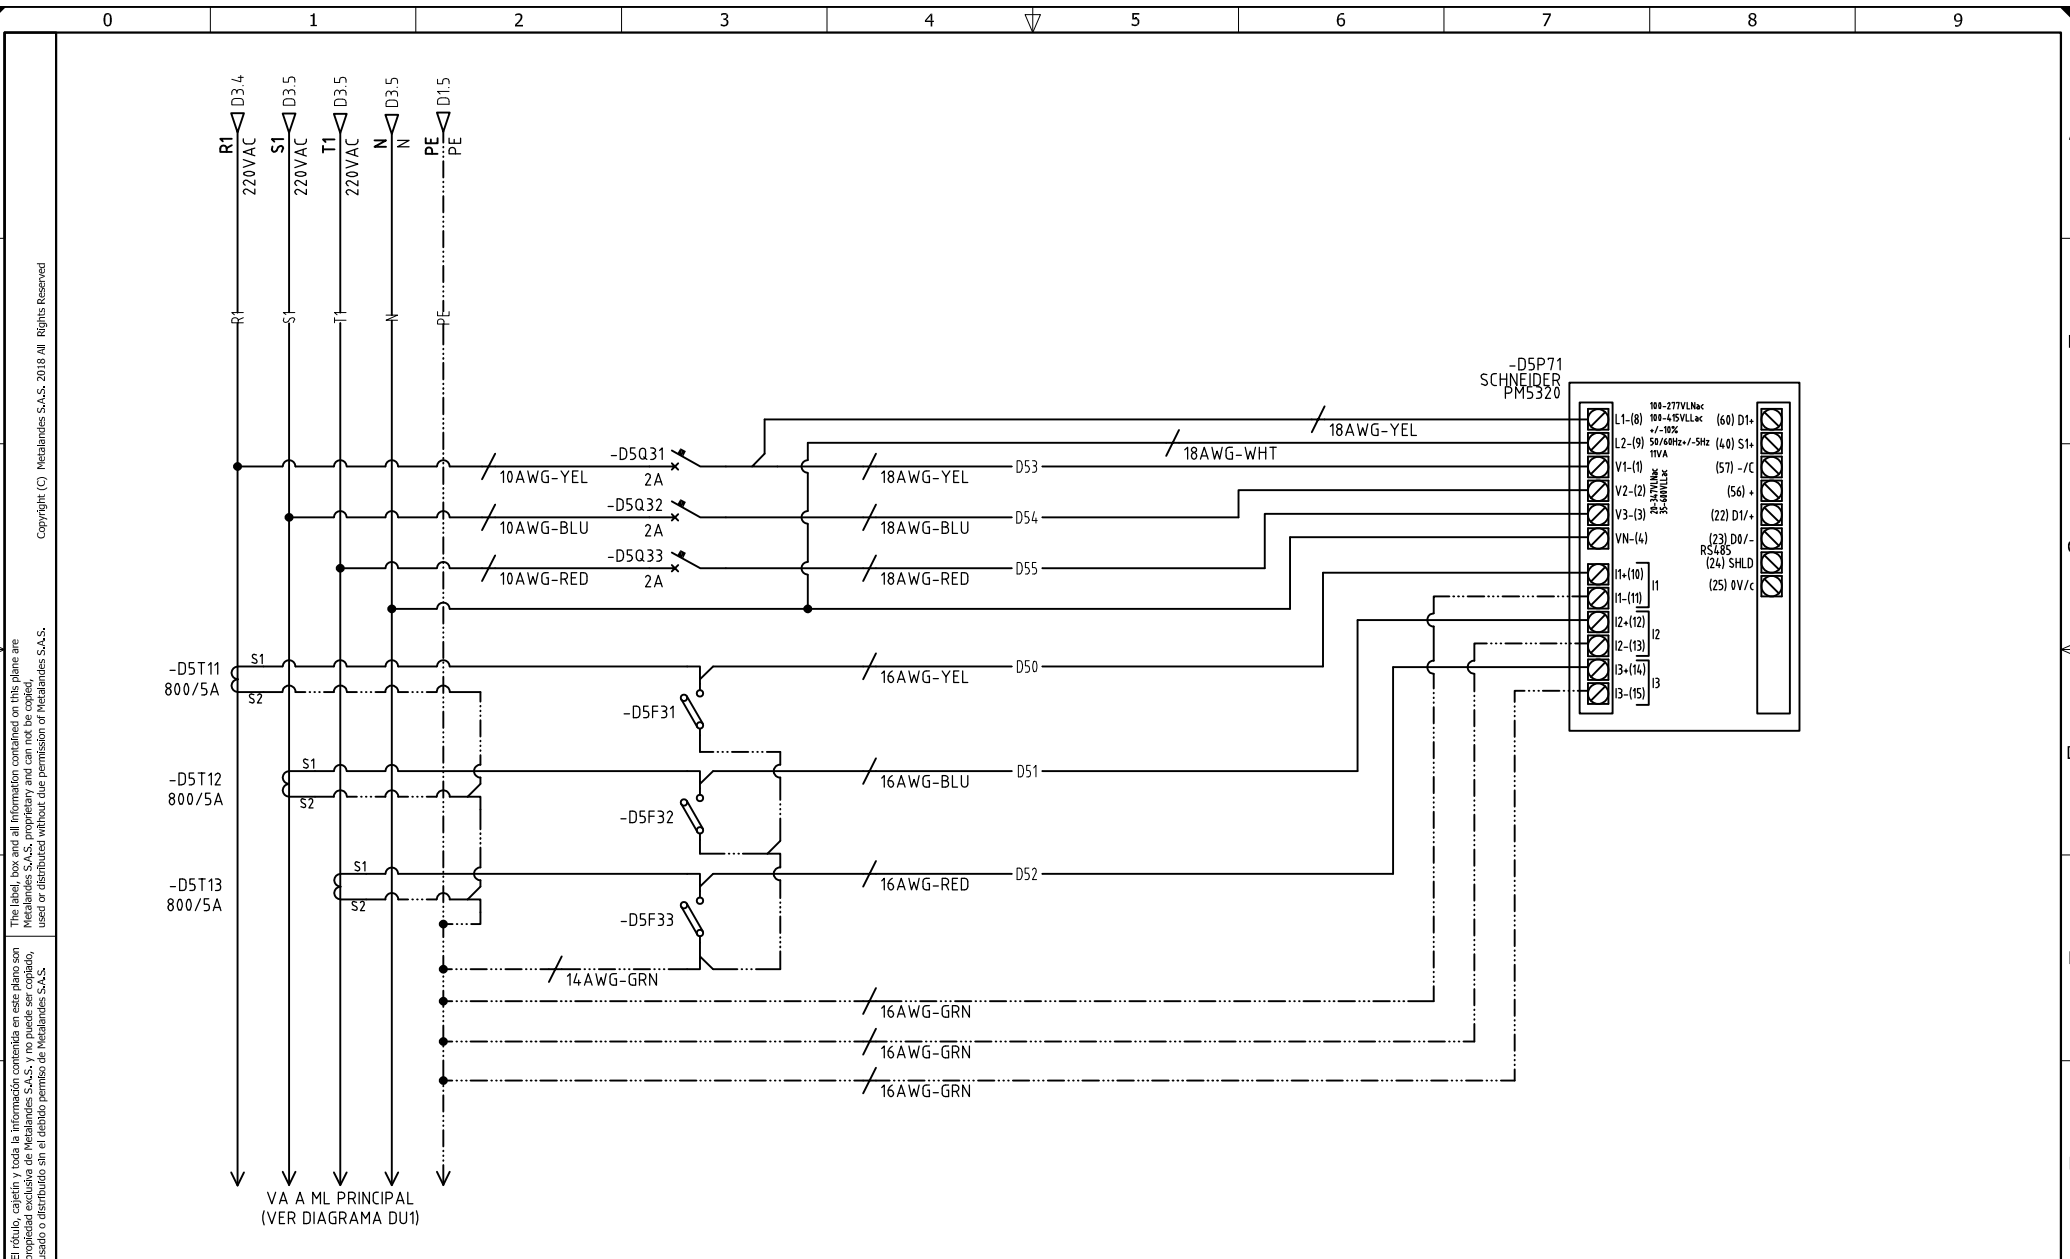 0 1 2 3 4 5 6 7 8 9
D3.4 D3.5 D3.5 D3.5 D1.5
R1 S1 T1 N PE
220VAC 220VAC 220VAC N PE
R1 S1 T1 N PE
Copyright (C) Metalandes S.A.S. 2018 All Rights Reserved
The label, box and all information contained on this plane are
Metalandes S.A.S. proprietary and can not be copied,
used or distributed without due permission of Metalandes S.A.S.
El rótulo, cajetín y toda la información contenida en este plano son
propiedad exclusiva de Metalandes S.A.S. y no puede ser copiado,
usado o distribuido sin el debido permiso de Metalandes S.A.S.
-D5P71
SCHNEIDER
PM5320
100-277VLNac
100-415VLLac
+/-10%
50/60Hz+/-5Hz
11VA
20-347VLNac
35-600VLLac
L1-(8) (60) D1+
L2-(9) (40) S1+
V1-(1) (57) -/C
V2-(2) (56) +
V3-(3) (22) D1/+
VN-(4) (23) D0/-
RS485
(24) SHLD
(25) 0V/c
I1+(10)
I1-(11)
I1
I2+(12)
I2-(13)
I2
I3+(14)
I3-(15)
I3
18AWG-YEL
18AWG-WHT
10AWG-YEL
-D5Q31
2A
18AWG-YEL
D53
10AWG-BLU
-D5Q32
2A
18AWG-BLU
D54
10AWG-RED
-D5Q33
2A
18AWG-RED
D55
-D5T11
800/5A
S1
S2
-D5F31
16AWG-YEL
D50
-D5T12
800/5A
S1
S2
-D5F32
16AWG-BLU
D51
-D5T13
800/5A
S1
S2
-D5F33
16AWG-RED
D52
14AWG-GRN
16AWG-GRN
16AWG-GRN
16AWG-GRN
VA A ML PRINCIPAL
(VER DIAGRAMA DU1)